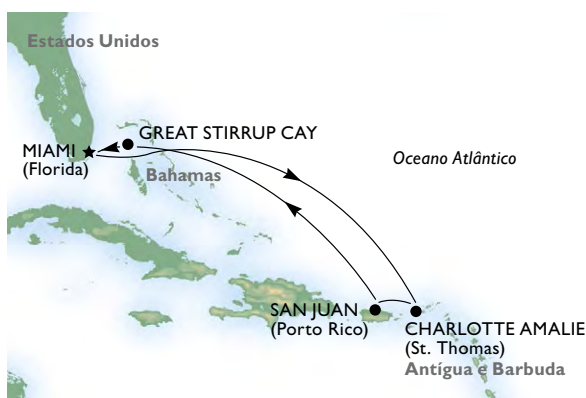 Estados Unidos
GREAT STIRRUP CAY
MIAMI
(Florida)
Oceano Atlântico
Bahamas
SAN JUAN
(Porto Rico)
CHARLOTTE AMALIE
(St. Thomas)
Antígua e Barbuda